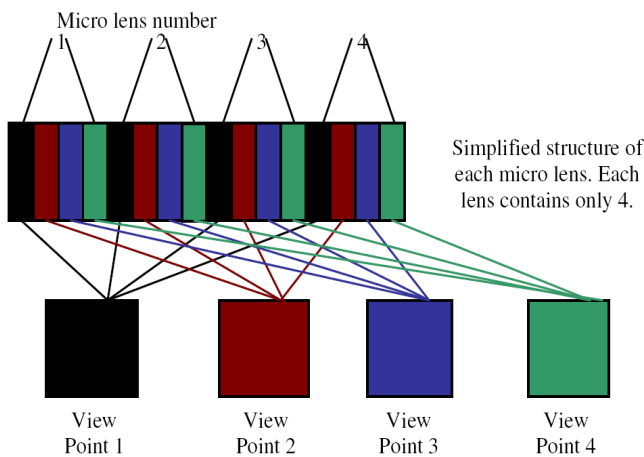 Micro lens number
1 2 3 4
Simplified structure of
each micro lens. Each
lens contains only 4.
View
Point 1
View
Point 2
View
Point 3
View
Point 4